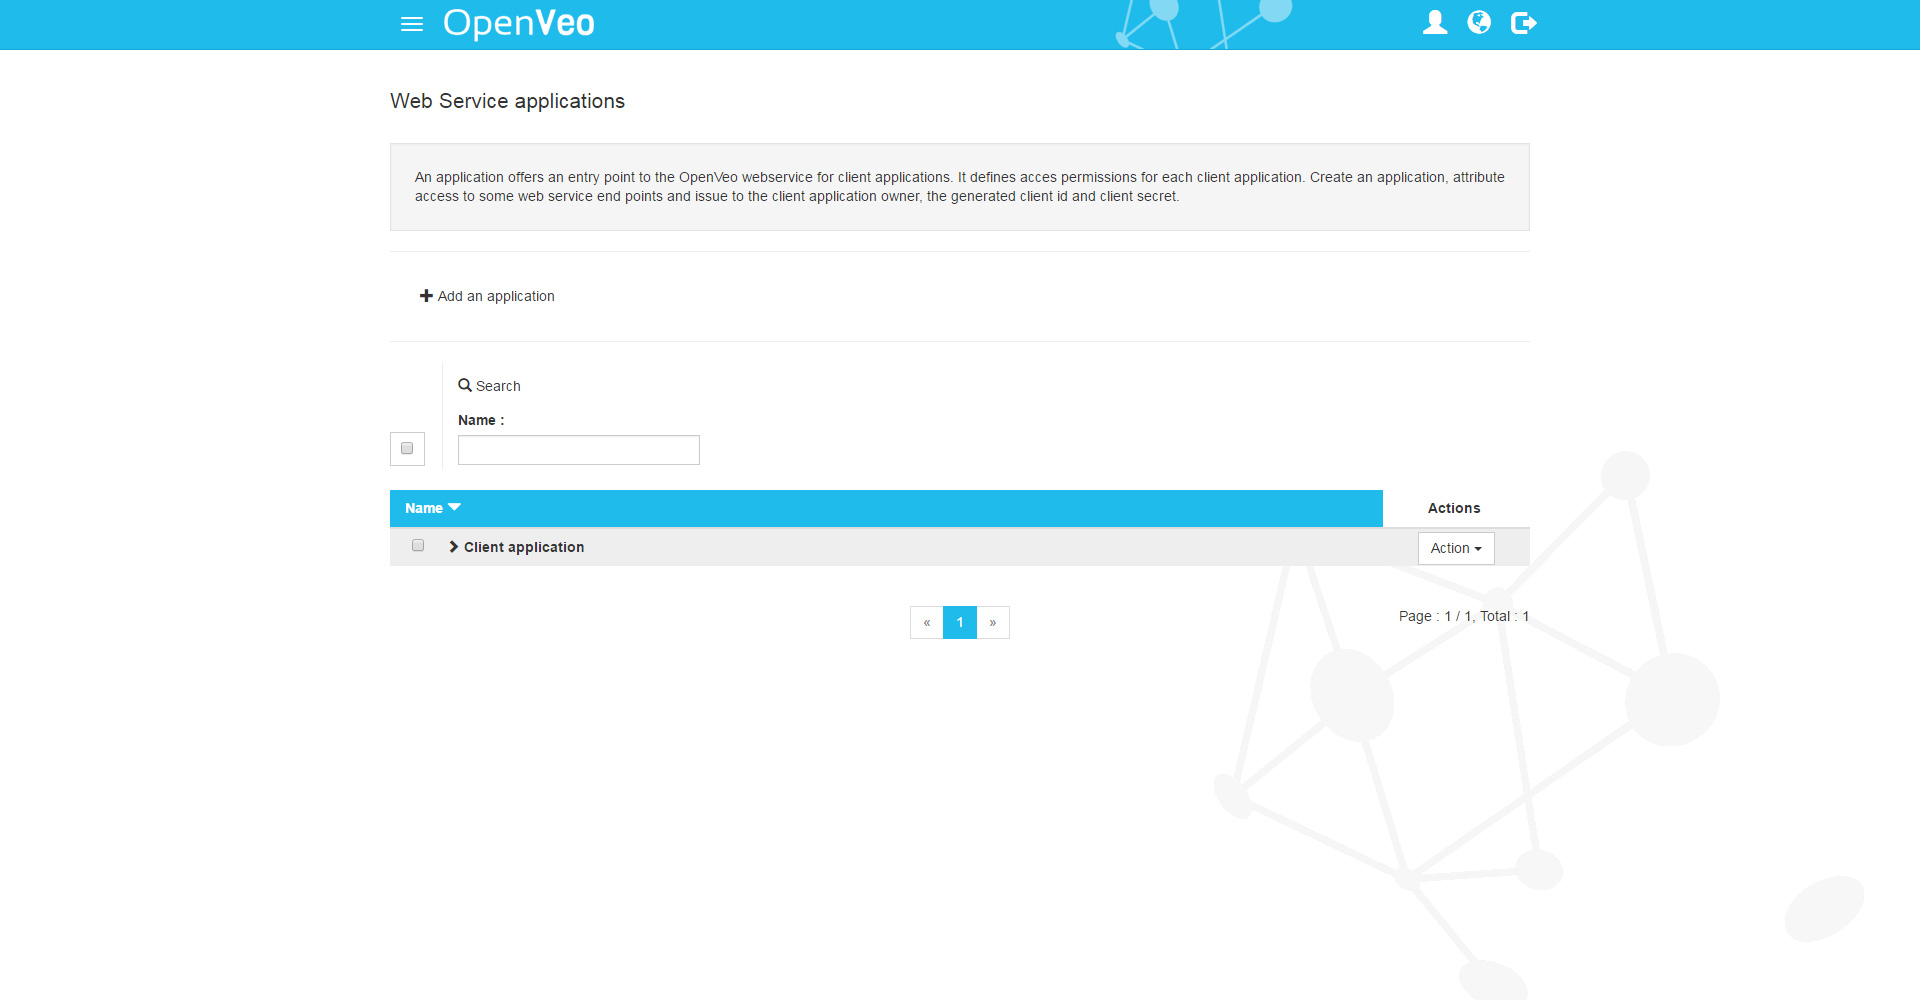 OpenVeo
Web Service applications
An application offers an entry point to the OpenVeo webservice for client applications. It defines acces permissions for each client application. Create an application, attribute
access to some web service end points and issue to the client application owner, the generated client id and client secret.
Add an application
Search
Name :
Name Actions
Client application Action
« 1 » Page : 1 / 1, Total : 1